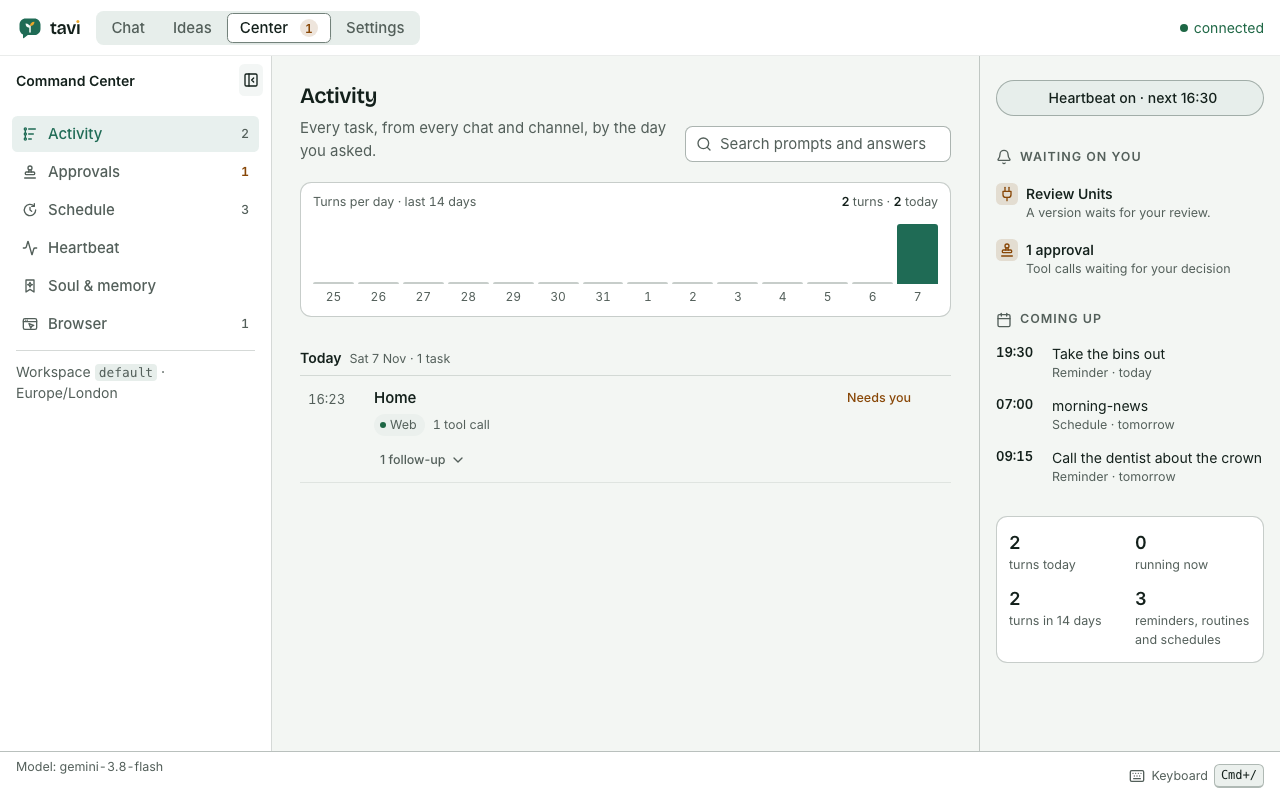 tavi
Chat
Ideas
Center 1
Settings
connected
Command Center
Activity 2
Approvals 1
Schedule 3
Heartbeat
Soul & memory
Browser 1
Workspace default ·
Europe/London
Activity
Every task, from every chat and channel, by the day
you asked.
Search prompts and answers
Turns per day · last 14 days
2 turns · 2 today
25 26 27 28 29 30 31 1 2 3 4 5 6 7
Today Sat 7 Nov · 1 task
16:23 Home Needs you
Web 1 tool call
1 follow-up
Heartbeat on · next 16:30
WAITING ON YOU
Review Units
A version waits for your review.
1 approval
Tool calls waiting for your decision
COMING UP
19:30 Take the bins out
Reminder · today
07:00 morning-news
Schedule · tomorrow
09:15 Call the dentist about the crown
Reminder · tomorrow
2 0
turns today running now
2 3
turns in 14 days reminders, routines
and schedules
Model: gemini-3.8-flash
Keyboard Cmd+/